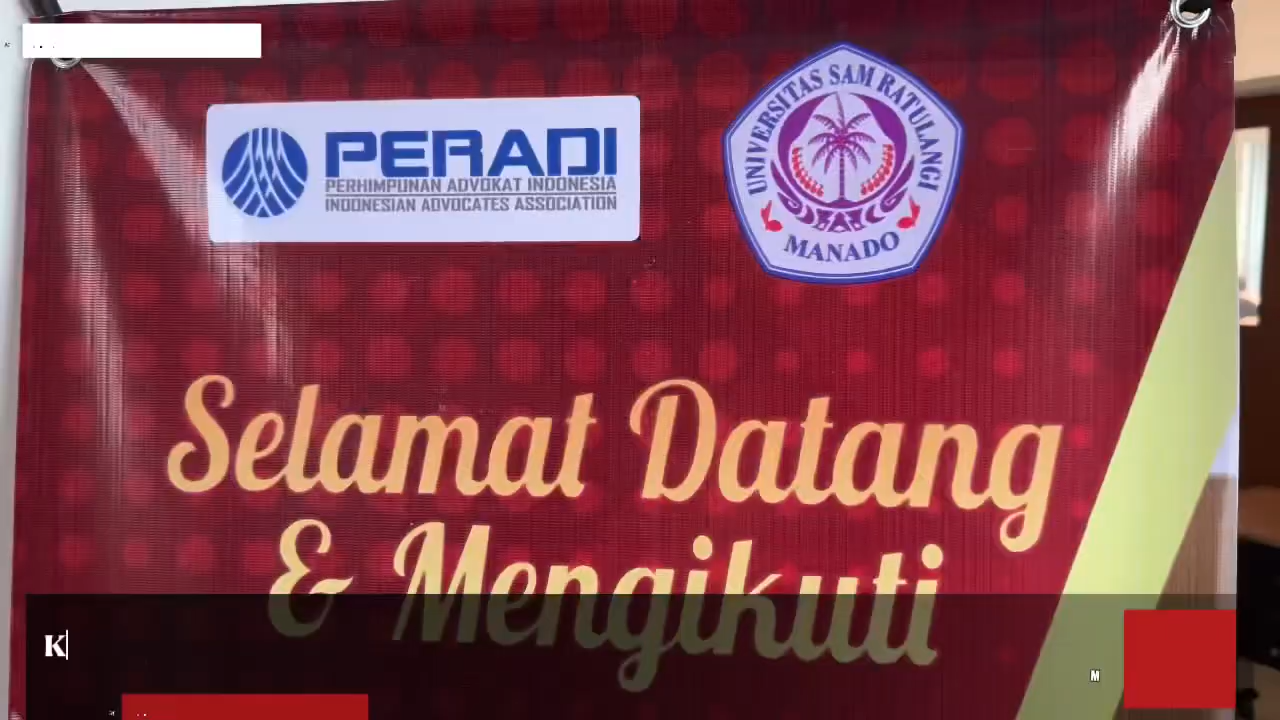 PERADI
PERHIMPUNAN ADVOKAT INDONESIA
INDONESIAN ADVOCATES ASSOCIATION
UNIVERSITAS SAM RATULANGI
MANADO
Selamat Datang
& Mengikuti
K
M